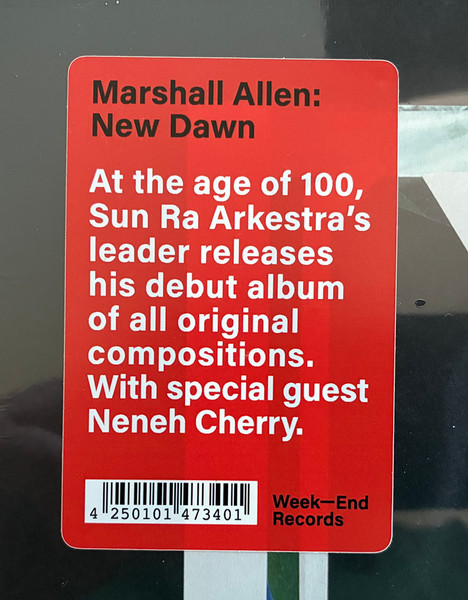 Marshall Allen:
New Dawn
At the age of 100,
Sun Ra Arkestra's
leader releases
his debut album
of all original
compositions.
With special guest
Neneh Cherry.
4 250101 473401
Week—End
Records